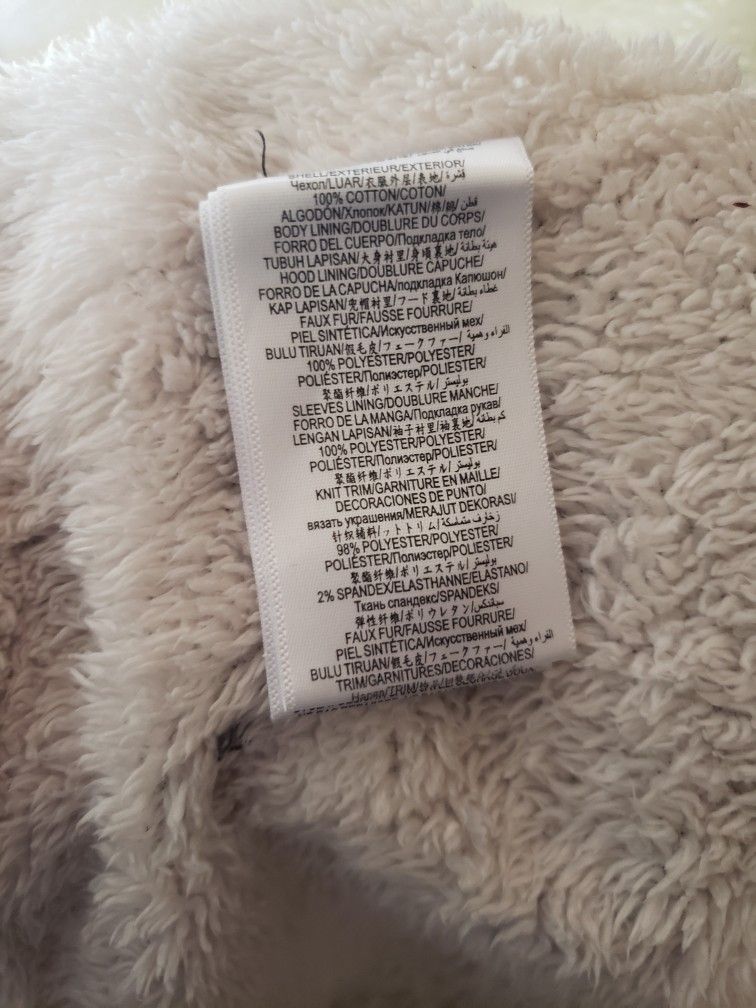 SHELL/EXTERIEUR/EXTERIOR/
Чехол/LUAR/衣服外层/表地/قشرة/
100% COTTON/COTON/
ALGODÓN/Хлопок/KATUN/棉/綿/قطن/
BODY LINING/DOUBLURE DU CORPS/
FORRO DEL CUERPO/Подкладка тело/
TUBUH LAPISAN/大身衬里/身頃裏地/هيئة بطانة/
HOOD LINING/DOUBLURE CAPUCHE/
FORRO DE LA CAPUCHA/подкладка Капюшон/
KAP LAPISAN/兜帽衬里/フード裏地/غطاء بطانة/
FAUX FUR/FAUSSE FOURRURE/
PIEL SINTÉTICA/Искусственный мех/
BULU TIRUAN/假毛皮/フェークファー/الفراء وهمية/
100% POLYESTER/POLYESTER/
POLIÉSTER/Полиэстер/POLIESTER/
聚酯纤维/ポリエステル/بوليستر/
SLEEVES LINING/DOUBLURE MANCHE/
FORRO DE LA MANGA/Подкладка рукав/
LENGAN LAPISAN/袖子衬里/袖裏地/كم بطانة/
100% POLYESTER/POLYESTER/
POLIÉSTER/Полиэстер/POLIESTER/
聚酯纤维/ポリエステル/بوليستر/
KNIT TRIM/GARNITURE EN MAILLE/
DECORACIONES DE PUNTO/
вязать украшения/MERAJUT DEKORASI/
针织辅料/ットトリム/زخارف متماسكة/
98% POLYESTER/POLYESTER/
POLIÉSTER/Полиэстер/POLIESTER/
聚酯纤维/ポリエステル/بوليستر/
2% SPANDEX/ELASTHANNE/ELASTANO/
Ткань спандекс/SPANDEKS/
弹性纤维/ポリウレタン/سباندكس/
FAUX FUR/FAUSSE FOURRURE/
PIEL SINTÉTICA/Искусственный мех/
BULU TIRUAN/假毛皮/フェークファー/الفراء وهمية/
TRIM/GARNITURES/DECORACIONES/